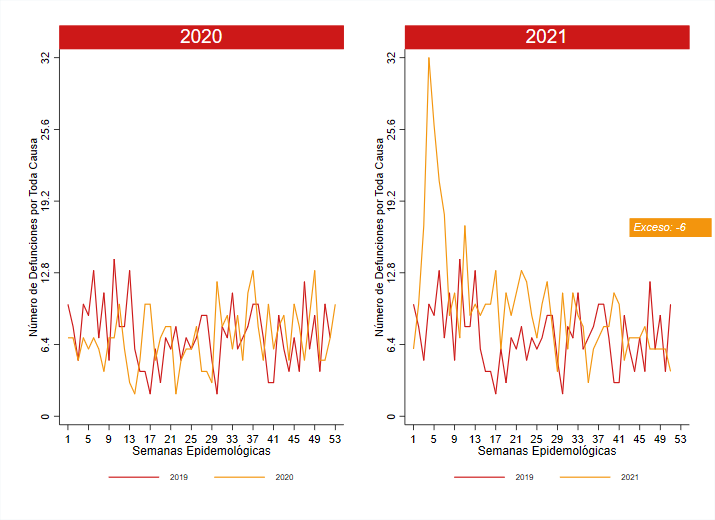 2020
Número de Defunciones por Toda Causa
32
25.6
19.2
12.8
6.4
0
1 5 9 13 17 21 25 29 33 37 41 45 49 53
Semanas Epidemológicas
2019 2020
2021
Número de Defunciones por Toda Causa
32
25.6
19.2
12.8
6.4
0
Exceso: -6
1 5 9 13 17 21 25 29 33 37 41 45 49 53
Semanas Epidemológicas
2019 2021